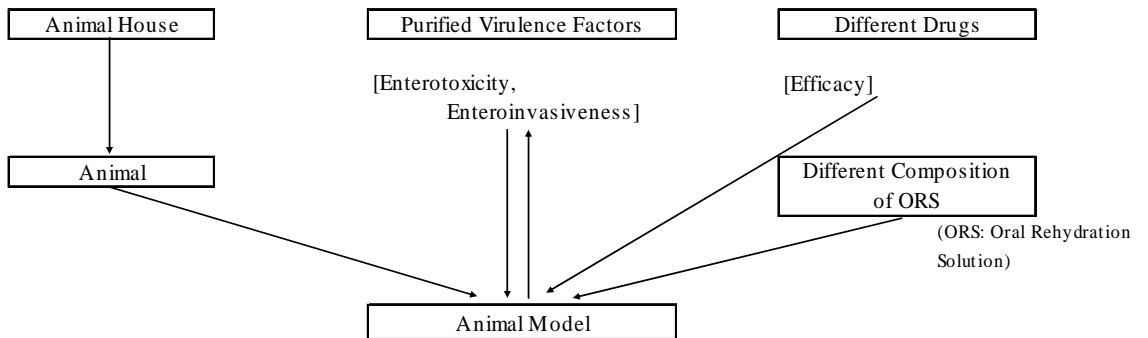 Animal House
Purified Virulence Factors
Different Drugs
[Enterotoxicity,
Enteroinvasiveness]
[Efficacy]
Animal
Different Composition
of ORS
(ORS: Oral Rehydration
Solution)
Animal Model